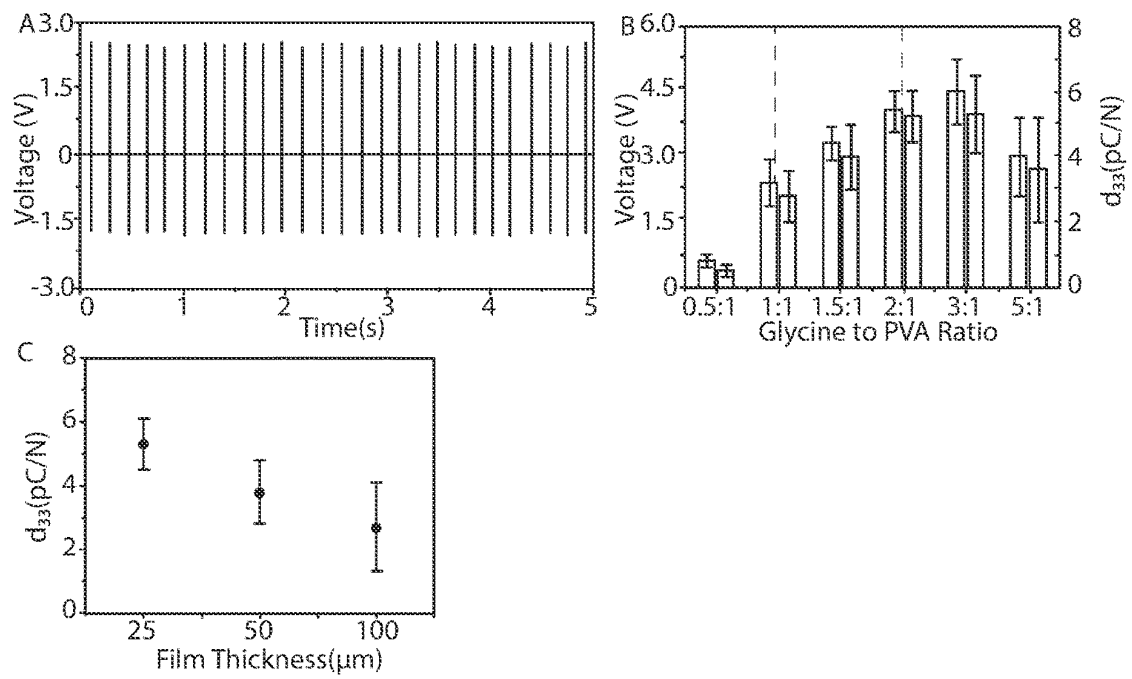 A
3.0
1.5
0
-1.5
-3.0
Voltage (V)
0 1 2 3 4 5
Time(s)
B
6.0
4.5
3.0
1.5
0
Voltage (V)
8
6
4
2
0
d₃₃(pC/N)
0.5:1 1:1 1.5:1 2:1 3:1 5:1
Glycine to PVA Ratio
C
8
6
4
2
0
d₃₃(pC/N)
25 50 100
Film Thickness(μm)